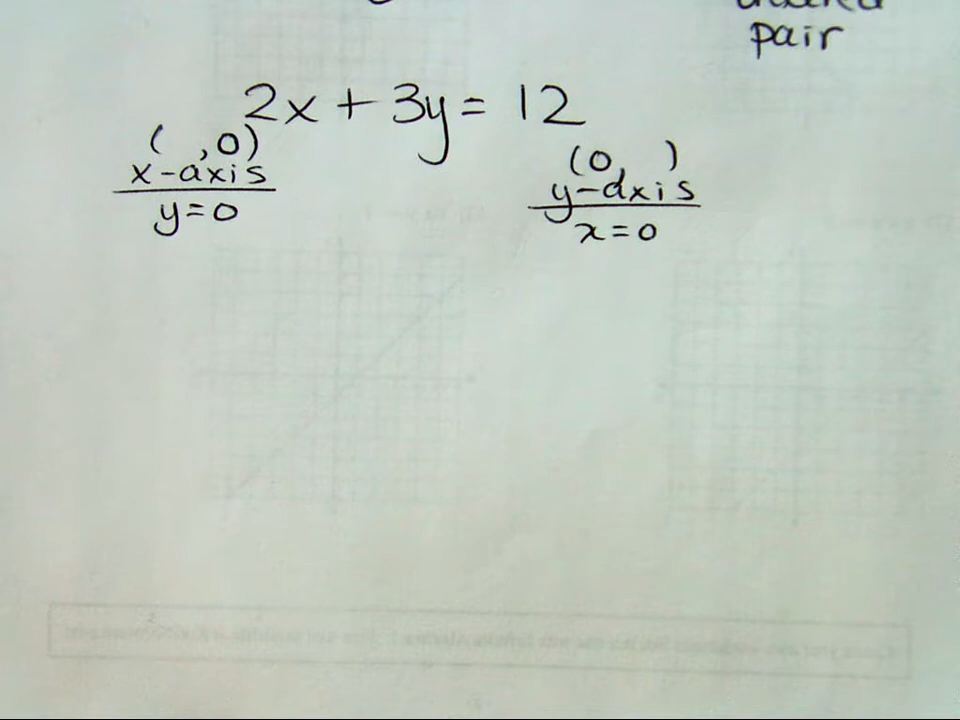 pair
2x + 3y = 12
( ,0)
x-axis
y=0
(0, )
y-axis
x=0